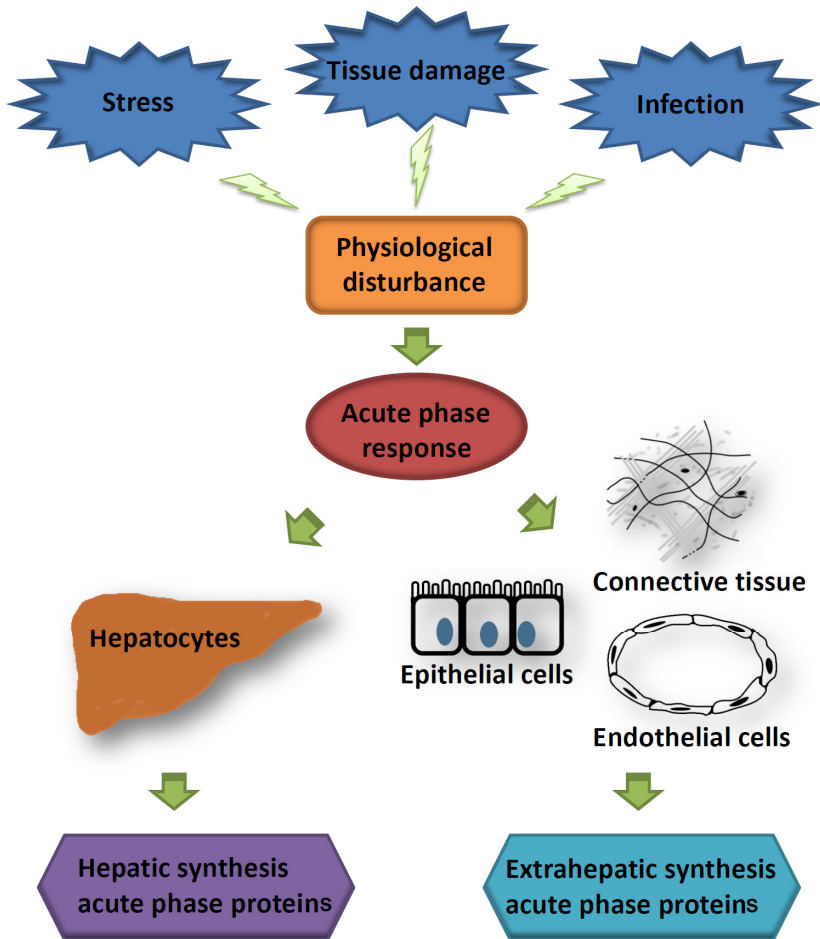 Stress
Tissue damage
Infection
Physiological
disturbance
Acute phase
response
Connective tissue
Hepatocytes
Epithelial cells
Endothelial cells
Hepatic synthesis
acute phase proteins
Extrahepatic synthesis
acute phase proteins